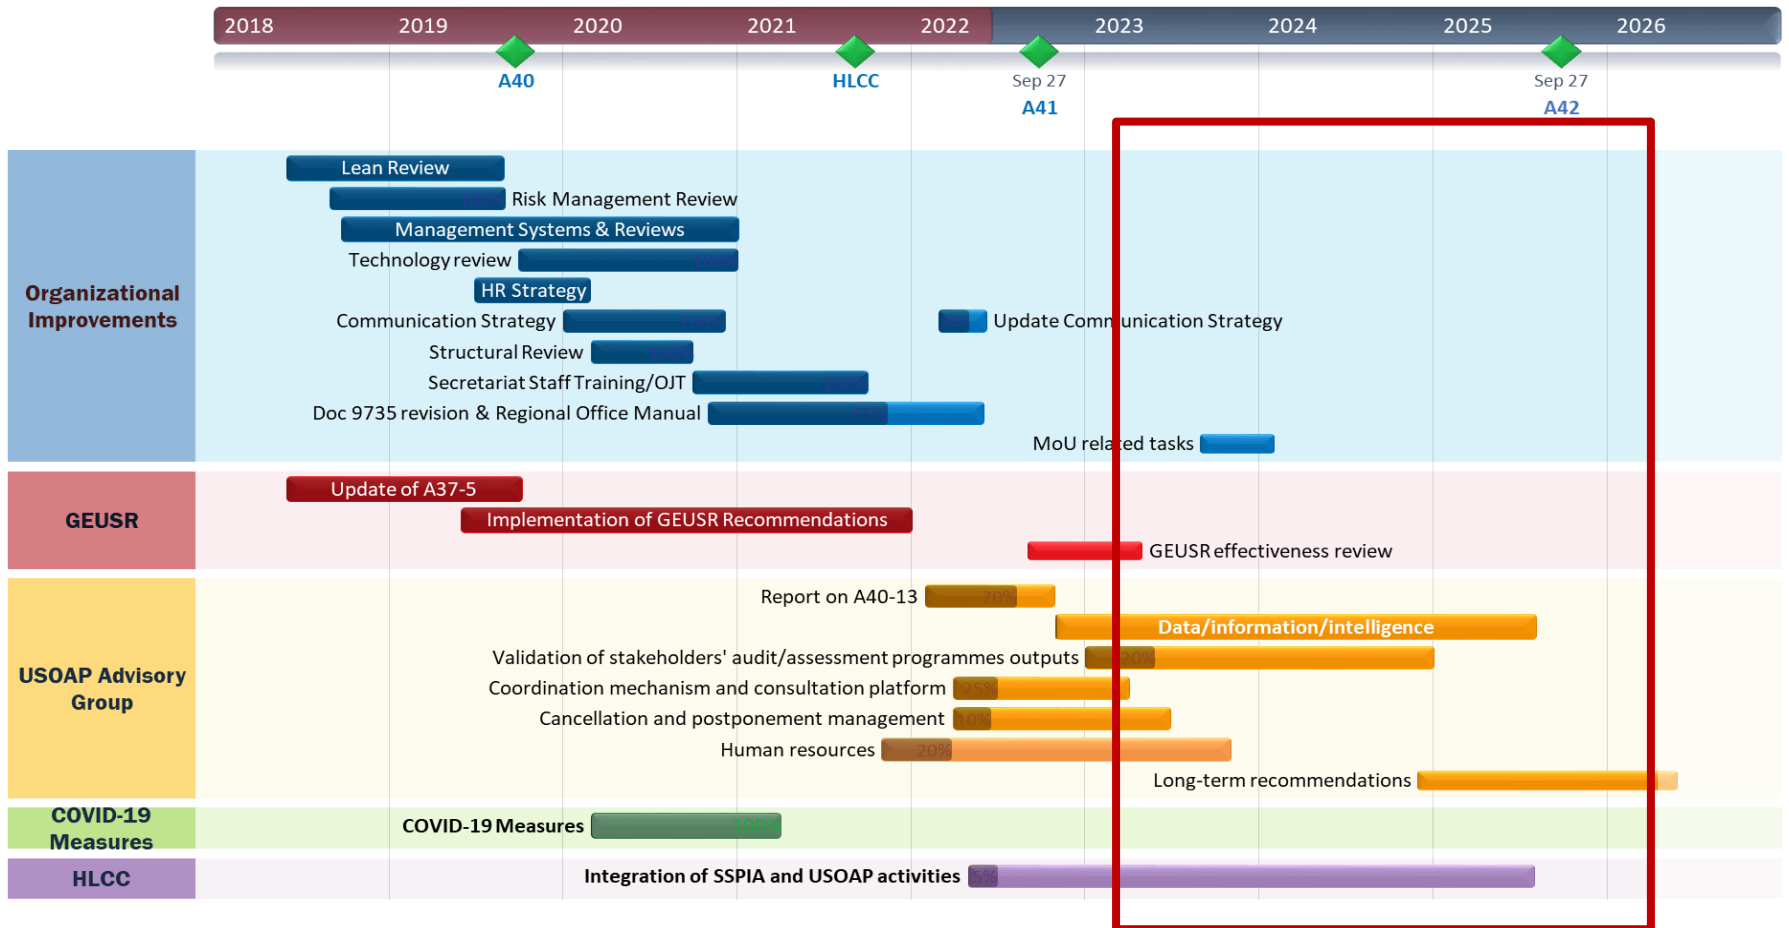 2018 2019 2020 2021 2022 2023 2024 2025 2026
A40
HLCC
Sep 27
A41
Sep 27
A42
Organizational
Improvements
Lean Review
Risk Management Review
Management Systems & Reviews
Technology review
HR Strategy
Communication Strategy
Update Communication Strategy
Structural Review
Secretariat Staff Training/OJT
Doc 9735 revision & Regional Office Manual
MoU related tasks
GEUSR
Update of A37-5
Implementation of GEUSR Recommendations
GEUSR effectiveness review
USOAP Advisory
Group
Report on A40-13 70%
Data/information/intelligence
Validation of stakeholders' audit/assessment programmes outputs 20%
Coordination mechanism and consultation platform 25%
Cancellation and postponement management 10%
Human resources 20%
Long-term recommendations
COVID-19
Measures
COVID-19 Measures 100%
HLCC
Integration of SSPIA and USOAP activities 5%